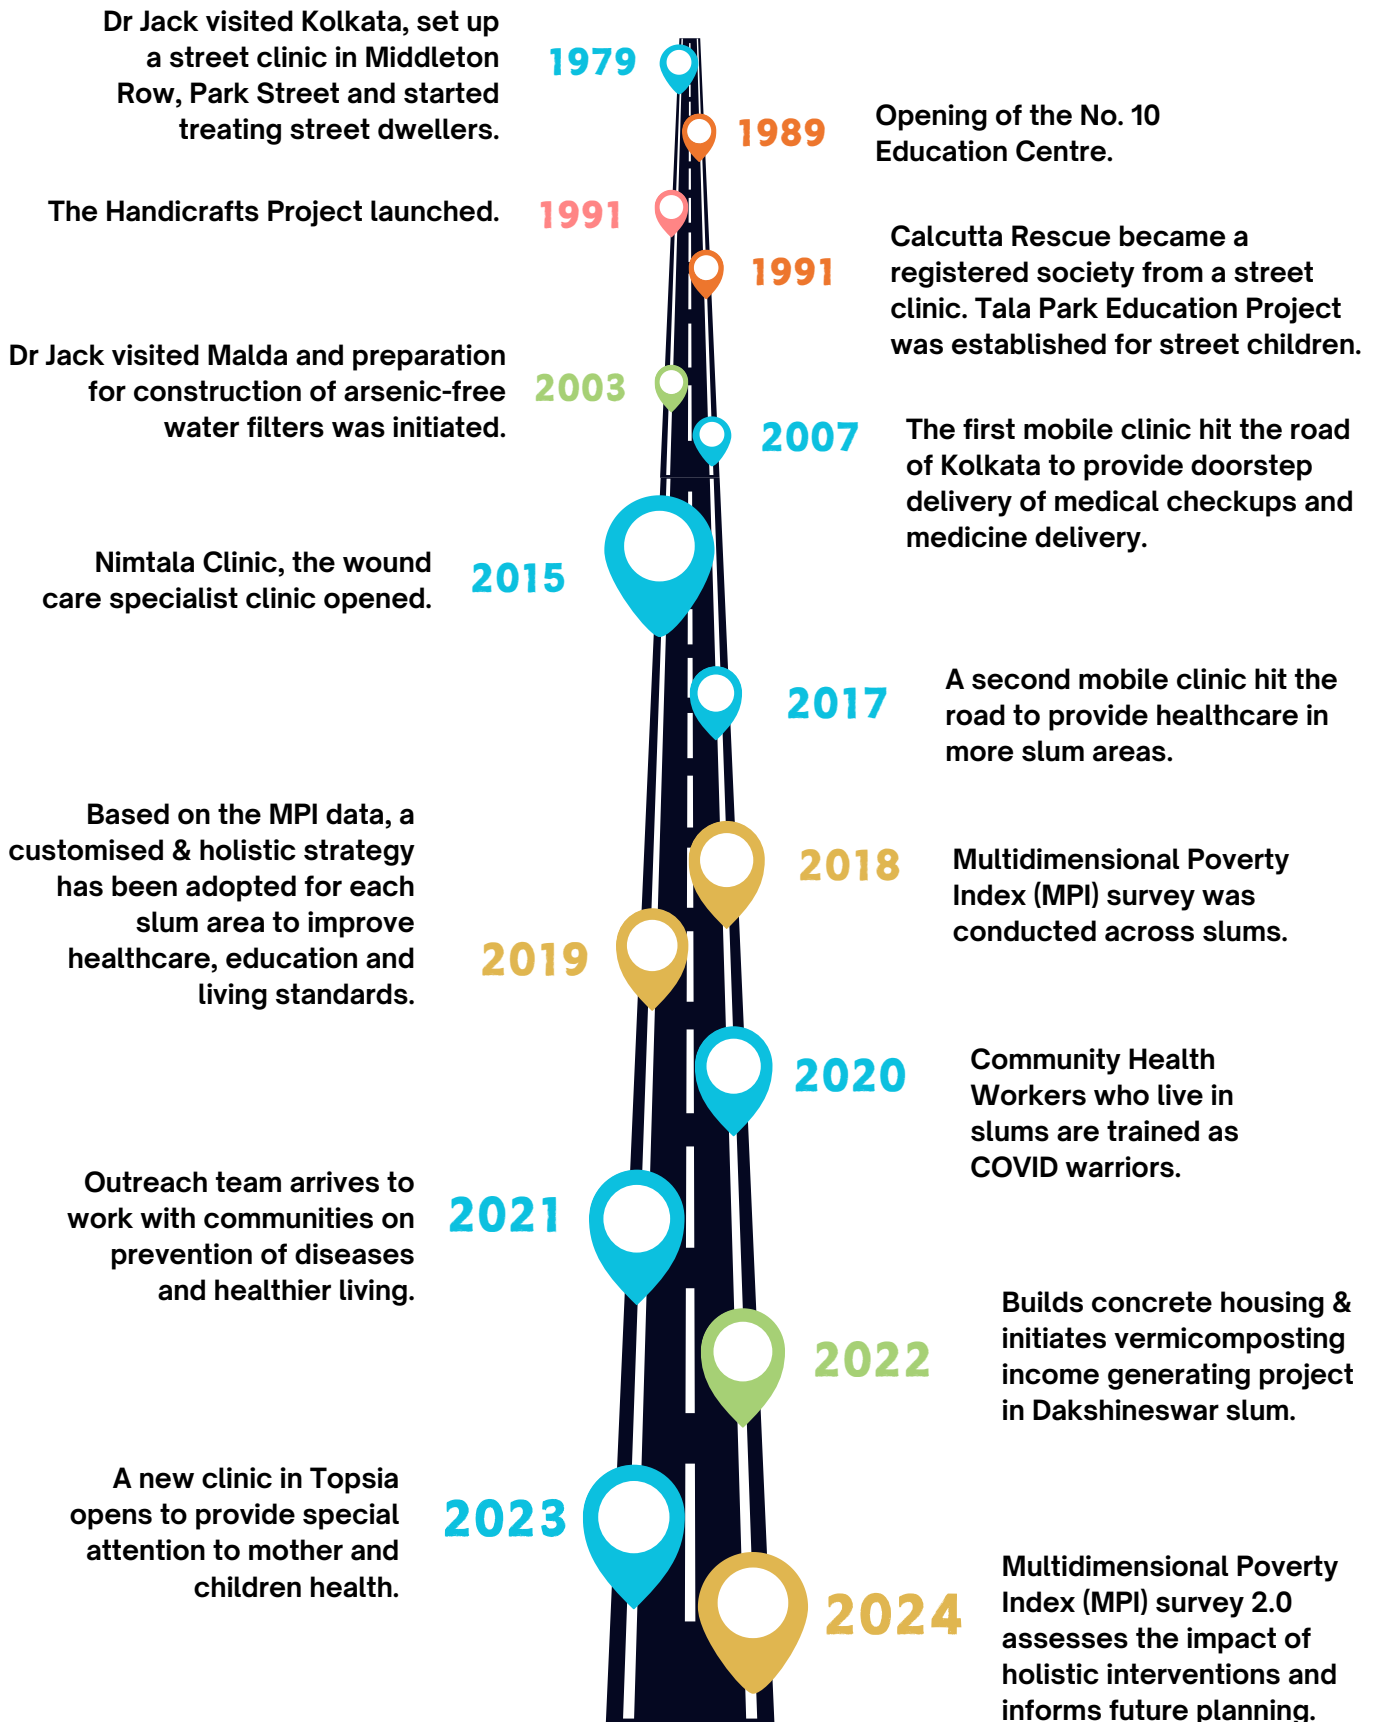 Dr Jack visited Kolkata, set up
a street clinic in Middleton
Row, Park Street and started
treating street dwellers.
1979
1989
Opening of the No. 10
Education Centre.
The Handicrafts Project launched.
1991
1991
Calcutta Rescue became a
registered society from a street
clinic. Tala Park Education Project
was established for street children.
Dr Jack visited Malda and preparation
for construction of arsenic-free
water filters was initiated.
2003
2007
The first mobile clinic hit the road
of Kolkata to provide doorstep
delivery of medical checkups and
medicine delivery.
Nimtala Clinic, the wound
care specialist clinic opened.
2015
2017
A second mobile clinic hit the
road to provide healthcare in
more slum areas.
2018
Multidimensional Poverty
Index (MPI) survey was
conducted across slums.
Based on the MPI data, a
customised & holistic strategy
has been adopted for each
slum area to improve
healthcare, education and
living standards.
2019
2020
Community Health
Workers who live in
slums are trained as
COVID warriors.
Outreach team arrives to
work with communities on
prevention of diseases
and healthier living.
2021
2022
Builds concrete housing &
initiates vermicomposting
income generating project
in Dakshineswar slum.
A new clinic in Topsia
opens to provide special
attention to mother and
children health.
2023
2024
Multidimensional Poverty
Index (MPI) survey 2.0
assesses the impact of
holistic interventions and
informs future planning.